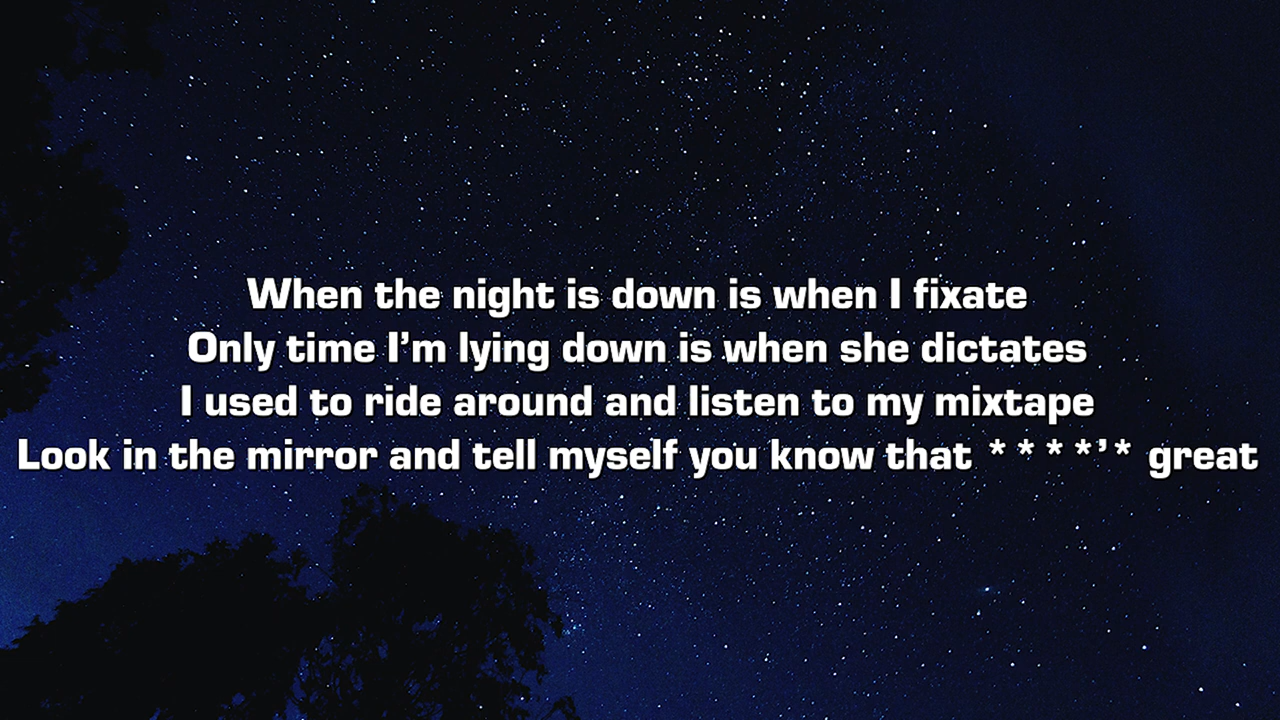 When the night is down is when I fixate
Only time I’m lying down is when she dictates
I used to ride around and listen to my mixtape
Look in the mirror and tell myself you know that * * * *’* great